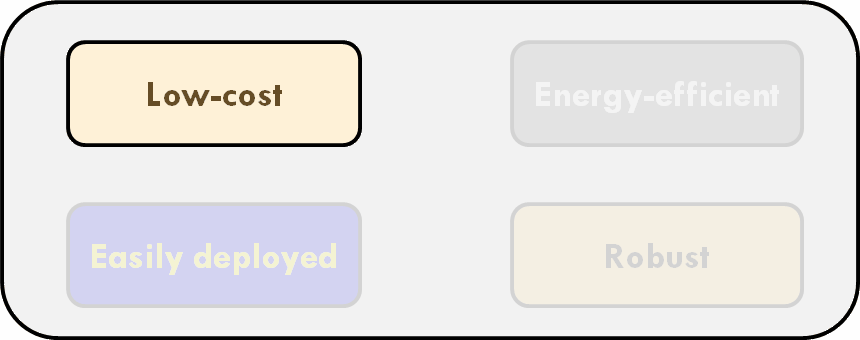 Low-cost
Energy-efficient
Easily deployed
Robust